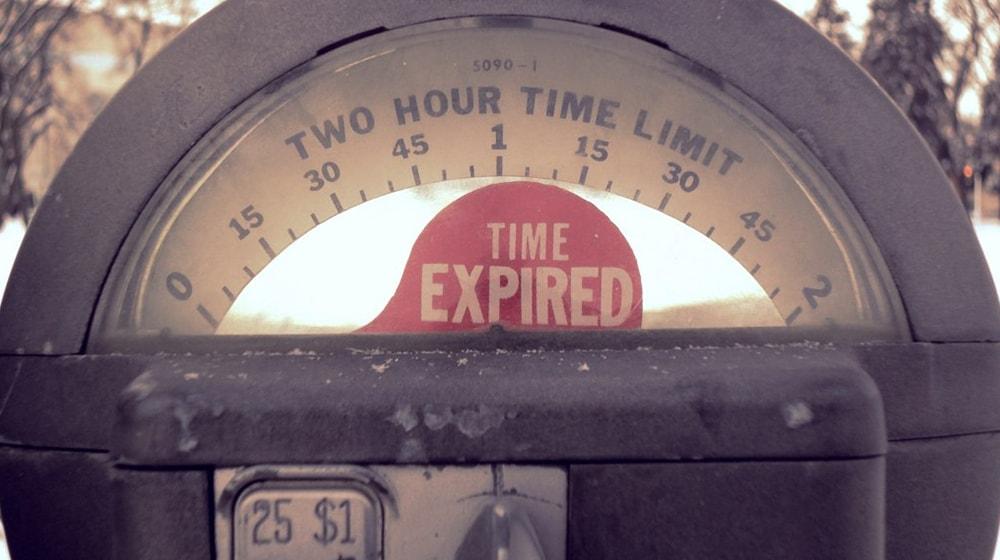 5090-1
TWO HOUR TIME LIMIT
0 15 30 45 1 15 30 45 2
TIME
EXPIRED
25 $1